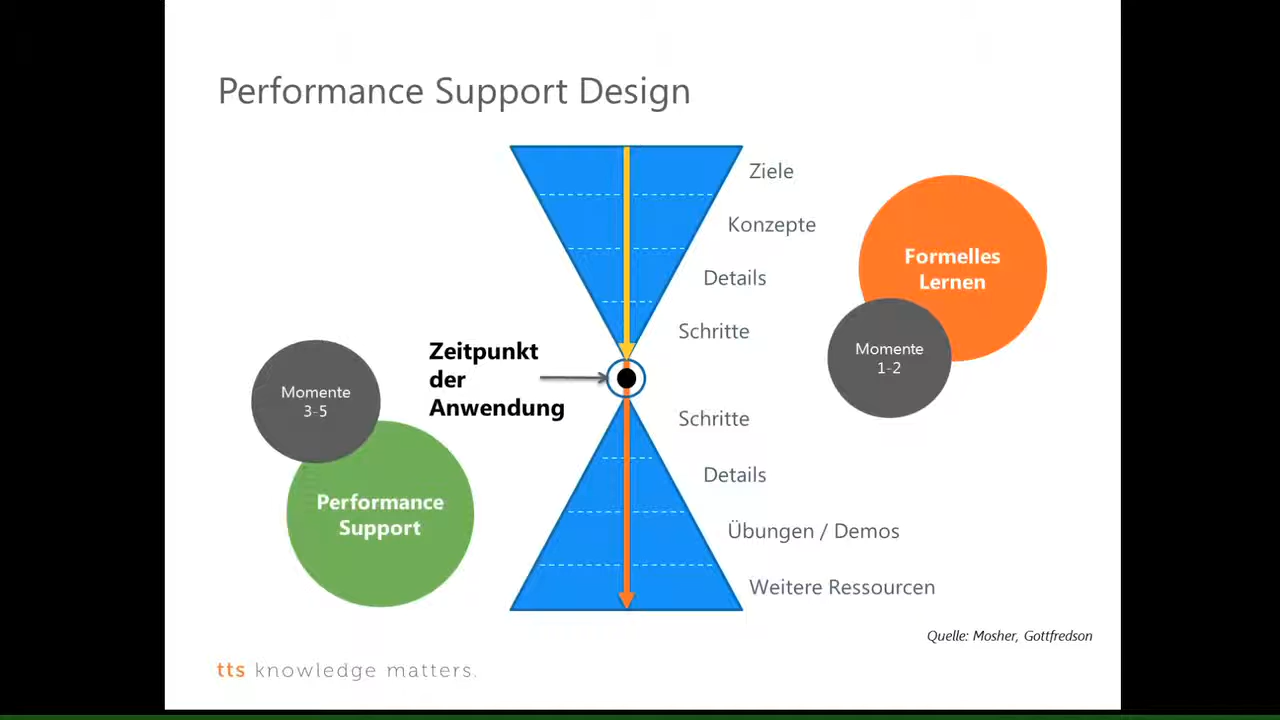 Performance Support Design
Ziele
Konzepte
Details
Schritte
Formelles
Lernen
Momente
1-2
Zeitpunkt
der
Anwendung
Momente
3-5
Performance
Support
Schritte
Details
Übungen / Demos
Weitere Ressourcen
Quelle: Mosher, Gottfredson
tts knowledge matters.